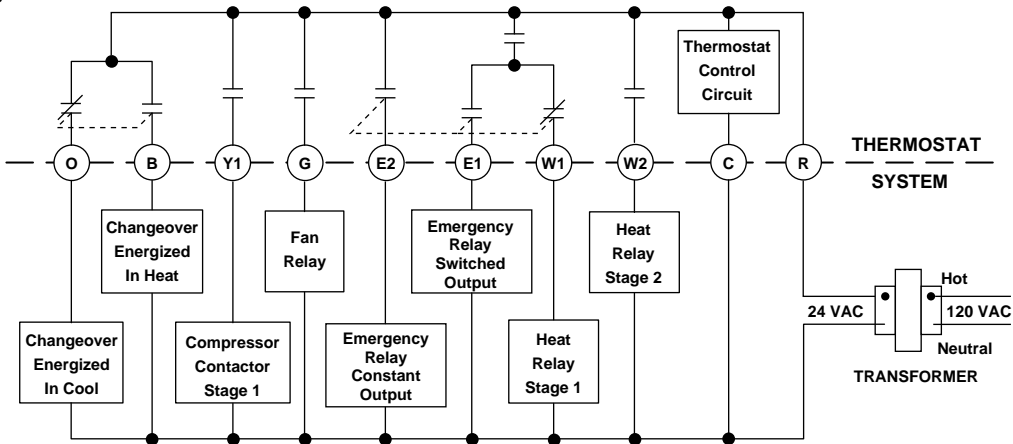 Thermostat
Control
Circuit
THERMOSTAT
O
B
Y1
G
E2
E1
W1
W2
C
R
SYSTEM
Changeover
Energized
In Heat
Fan
Relay
Emergency
Relay
Switched
Output
Heat
Relay
Stage 2
Hot
24 VAC
120 VAC
Neutral
TRANSFORMER
Changeover
Energized
In Cool
Compressor
Contactor
Stage 1
Emergency
Relay
Constant
Output
Heat
Relay
Stage 1